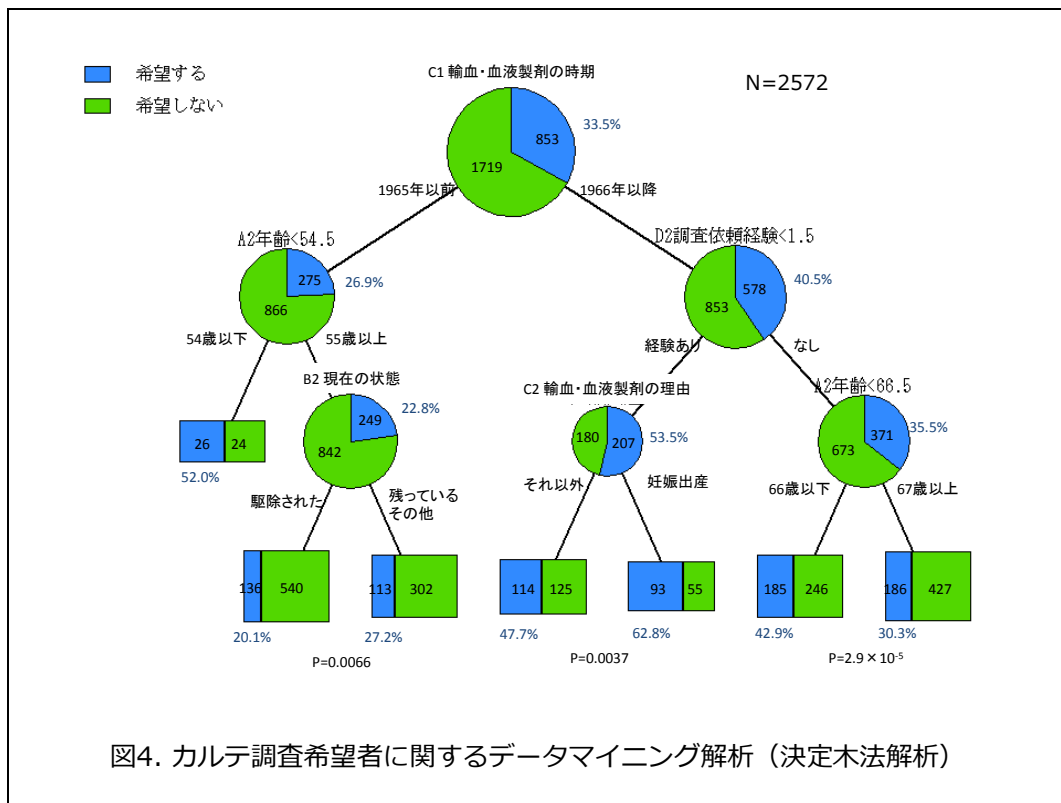 希望する
希望しない
C1 輸血・血液製剤の時期
N=2572
33.5%
853
1719
1965年以前
1966年以降
A2年齢<54.5
D2調査依頼経験<1.5
275
26.9%
866
578
40.5%
853
54歳以下
55歳以上
経験あり
なし
B2 現在の状態
C2 輸血・血液製剤の理由
A2年齢<66.5
249
22.8%
842
180
207
53.5%
371
35.5%
673
26
24
52.0%
駆除された
残っている
その他
それ以外
妊娠出産
66歳以下
67歳以上
136
540
113
302
114
125
93
55
185
246
186
427
20.1%
27.2%
47.7%
62.8%
42.9%
30.3%
P=0.0066
P=0.0037
P=2.9×10⁻⁵
図4. カルテ調査希望者に関するデータマイニング解析（決定木法解析）